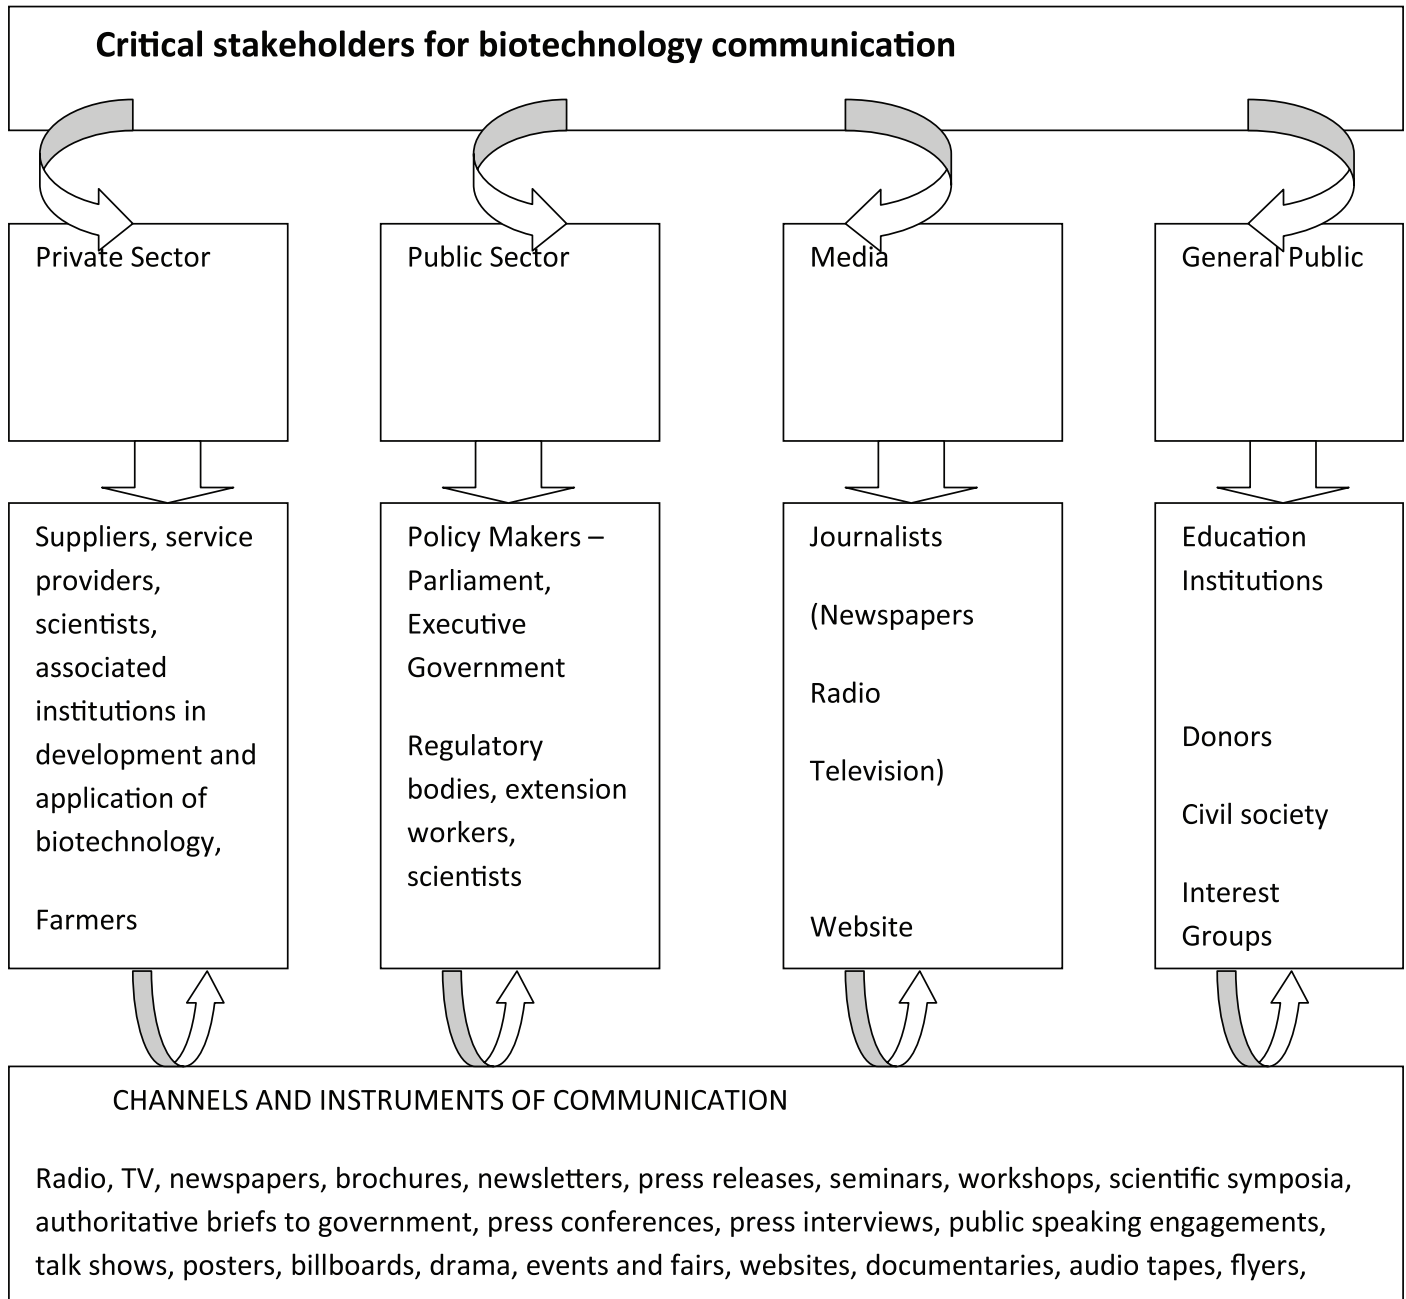 Critical stakeholders for biotechnology communication
Private Sector
Public Sector
Media
General Public
Suppliers, service
providers,
scientists,
associated
institutions in
development and
application of
biotechnology,
Farmers
Policy Makers –
Parliament,
Executive
Government
Regulatory
bodies, extension
workers,
scientists
Journalists
(Newspapers
Radio
Television)
Website
Education
Institutions
Donors
Civil society
Interest
Groups
CHANNELS AND INSTRUMENTS OF COMMUNICATION
Radio, TV, newspapers, brochures, newsletters, press releases, seminars, workshops, scientific symposia,
authoritative briefs to government, press conferences, press interviews, public speaking engagements,
talk shows, posters, billboards, drama, events and fairs, websites, documentaries, audio tapes, flyers,